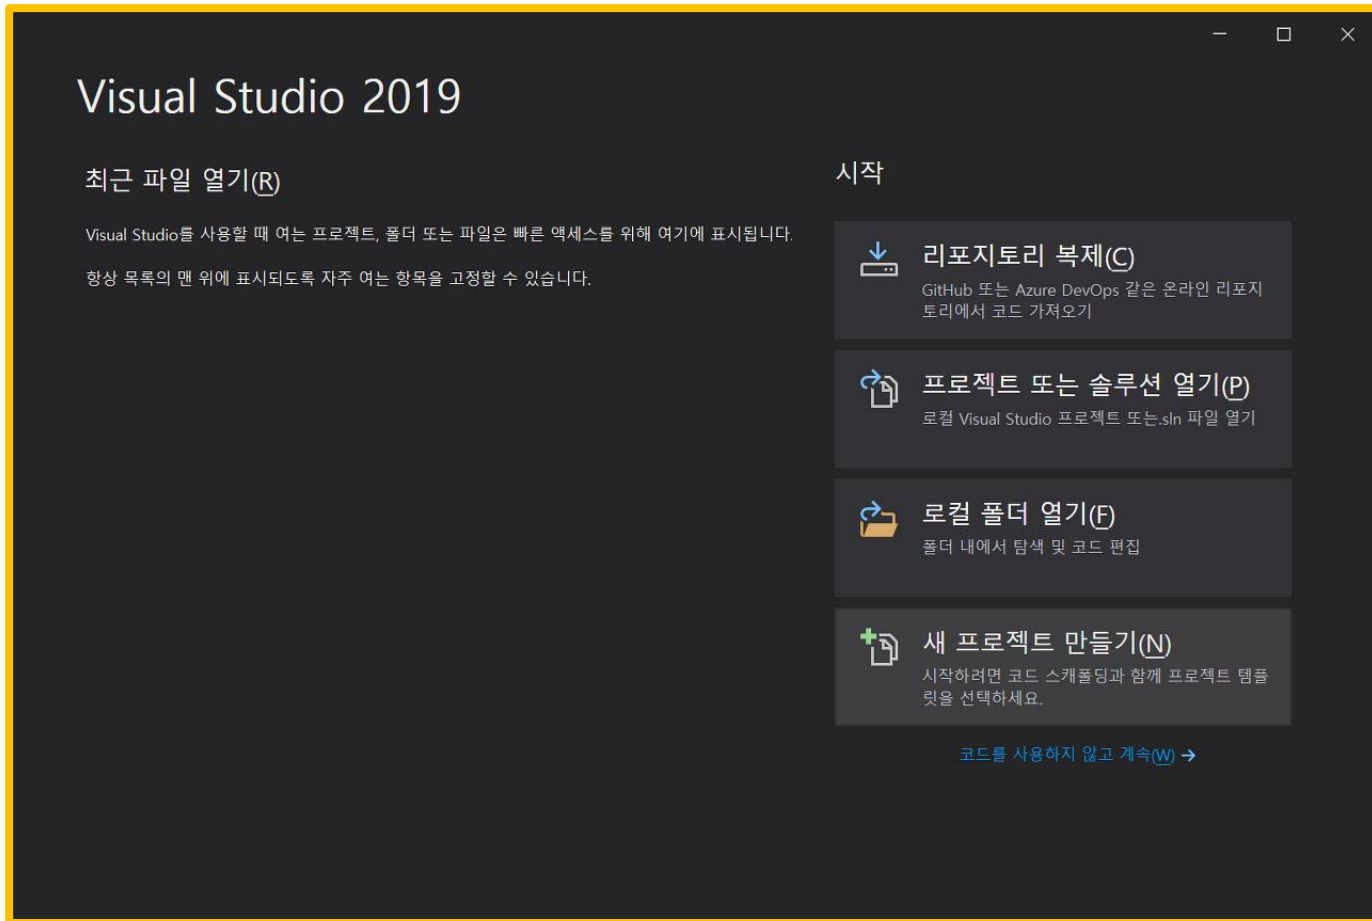 Visual Studio 2019
최근 파일 열기(R)
Visual Studio를 사용할 때 여는 프로젝트, 폴더 또는 파일은 빠른 액세스를 위해 여기에 표시됩니다.
항상 목록의 맨 위에 표시되도록 자주 여는 항목을 고정할 수 있습니다.
시작
리포지토리 복제(C)
GitHub 또는 Azure DevOps 같은 온라인 리포지
토리에서 코드 가져오기
프로젝트 또는 솔루션 열기(P)
로컬 Visual Studio 프로젝트 또는.sln 파일 열기
로컬 폴더 열기(F)
폴더 내에서 탐색 및 코드 편집
새 프로젝트 만들기(N)
시작하려면 코드 스캐폴딩과 함께 프로젝트 템플
릿을 선택하세요.
코드를 사용하지 않고 계속(W) →